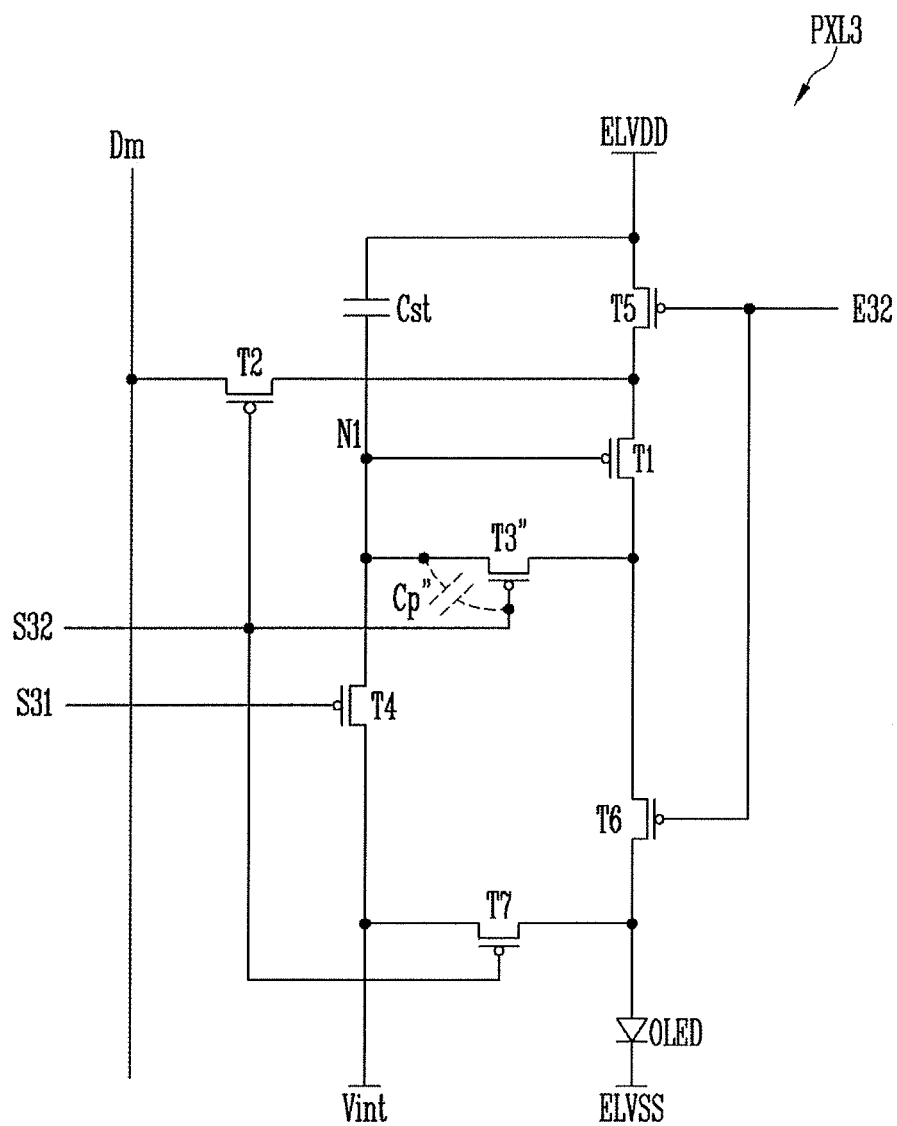 PXL3
Dm
ELVDD
Cst
T5
E32
T2
N1
T1
T3"
Cp"
S32
S31
T4
T6
T7
OLED
Vint
ELVSS